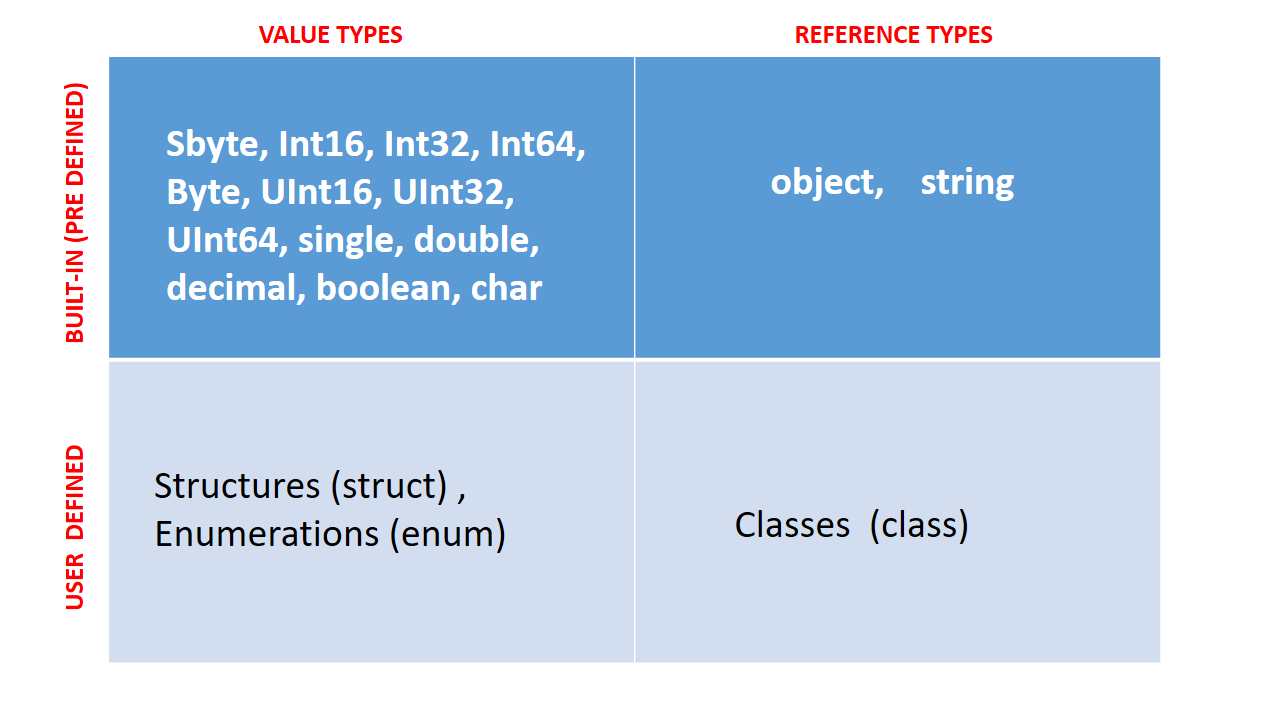 VALUE TYPES
REFERENCE TYPES
BUILT-IN (PRE DEFINED)
Sbyte, Int16, Int32, Int64,
Byte, UInt16, UInt32,
UInt64, single, double,
decimal, boolean, char
object, string
USER DEFINED
Structures (struct) ,
Enumerations (enum)
Classes (class)